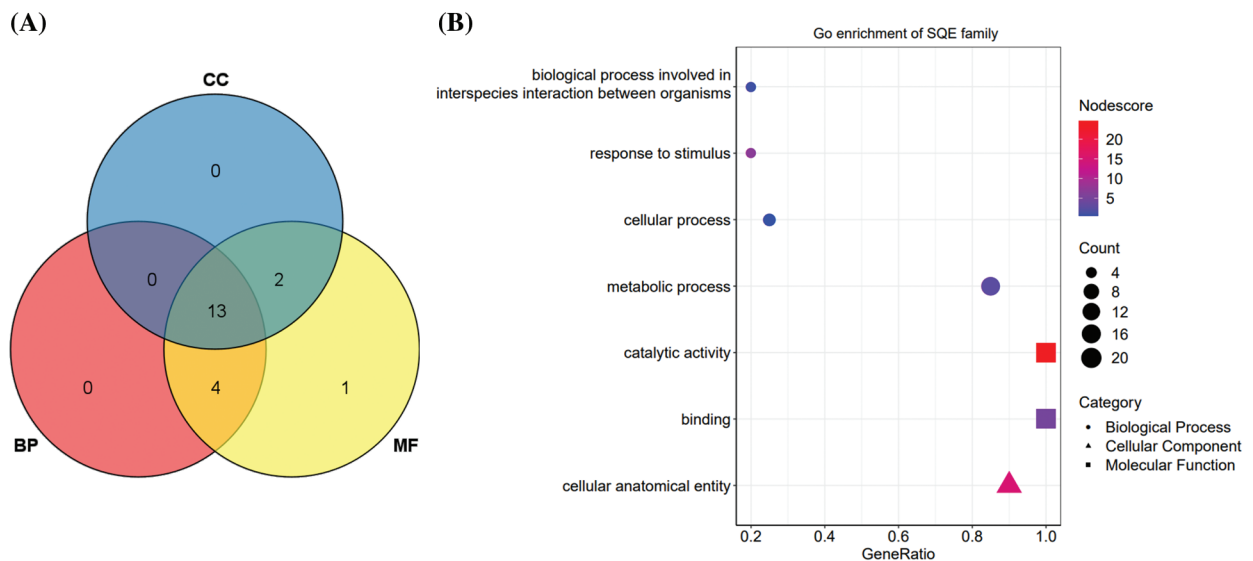 (A)
CC
0
0
2
13
0
4
1
BP
MF
(B)
Go enrichment of SQE family
biological process involved in
interspecies interaction between organisms
response to stimulus
cellular process
metabolic process
catalytic activity
binding
cellular anatomical entity
0.2
0.4
0.6
0.8
1.0
GeneRatio
Nodescore
20
15
10
5
Count
4
8
12
16
20
Category
Biological Process
Cellular Component
Molecular Function